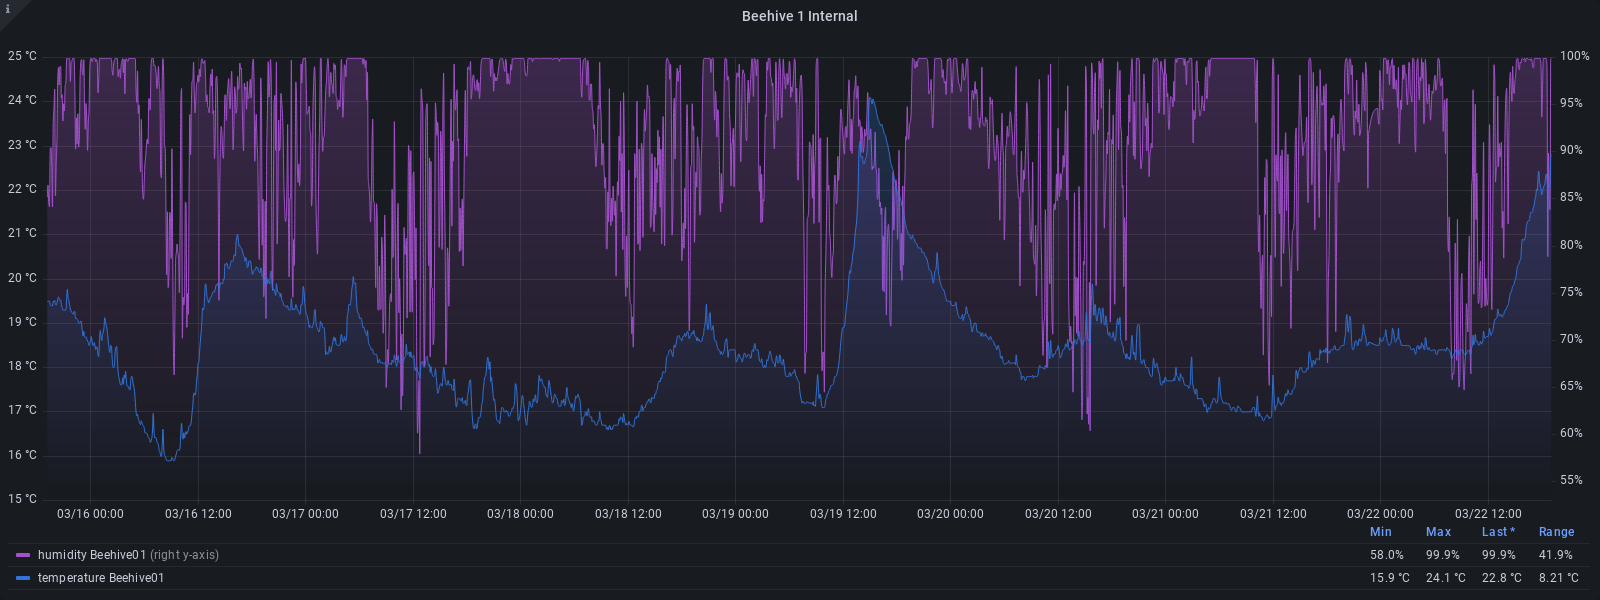 i
Beehive 1 Internal
25 °C
24 °C
23 °C
22 °C
21 °C
20 °C
19 °C
18 °C
17 °C
16 °C
15 °C
100%
95%
90%
85%
80%
75%
70%
65%
60%
55%
03/16 00:00 03/16 12:00 03/17 00:00 03/17 12:00 03/18 00:00 03/18 12:00 03/19 00:00 03/19 12:00 03/20 00:00 03/20 12:00 03/21 00:00 03/21 12:00 03/22 00:00 03/22 12:00
Min Max Last * Range
humidity Beehive01 (right y-axis) 58.0% 99.9% 99.9% 41.9%
temperature Beehive01 15.9 °C 24.1 °C 22.8 °C 8.21 °C